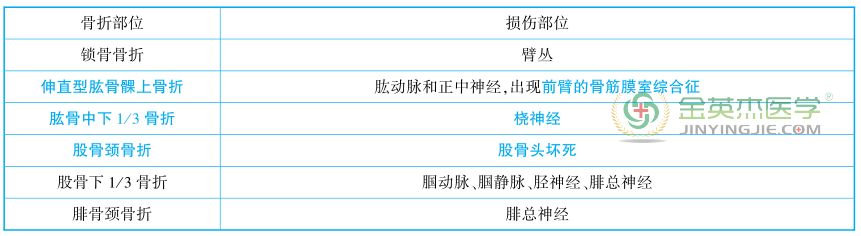 骨折部位 损伤部位
锁骨骨折 臂丛
伸直型肱骨髁上骨折 肱动脉和正中神经,出现前臂的骨筋膜室综合征
肱骨中下1/3骨折 桡神经
股骨颈骨折 股骨头坏死
股骨下1/3骨折 腘动脉、腘静脉、胫神经、腓总神经
腓骨颈骨折 腓总神经
金英杰医学®
JINYINGJIE.COM